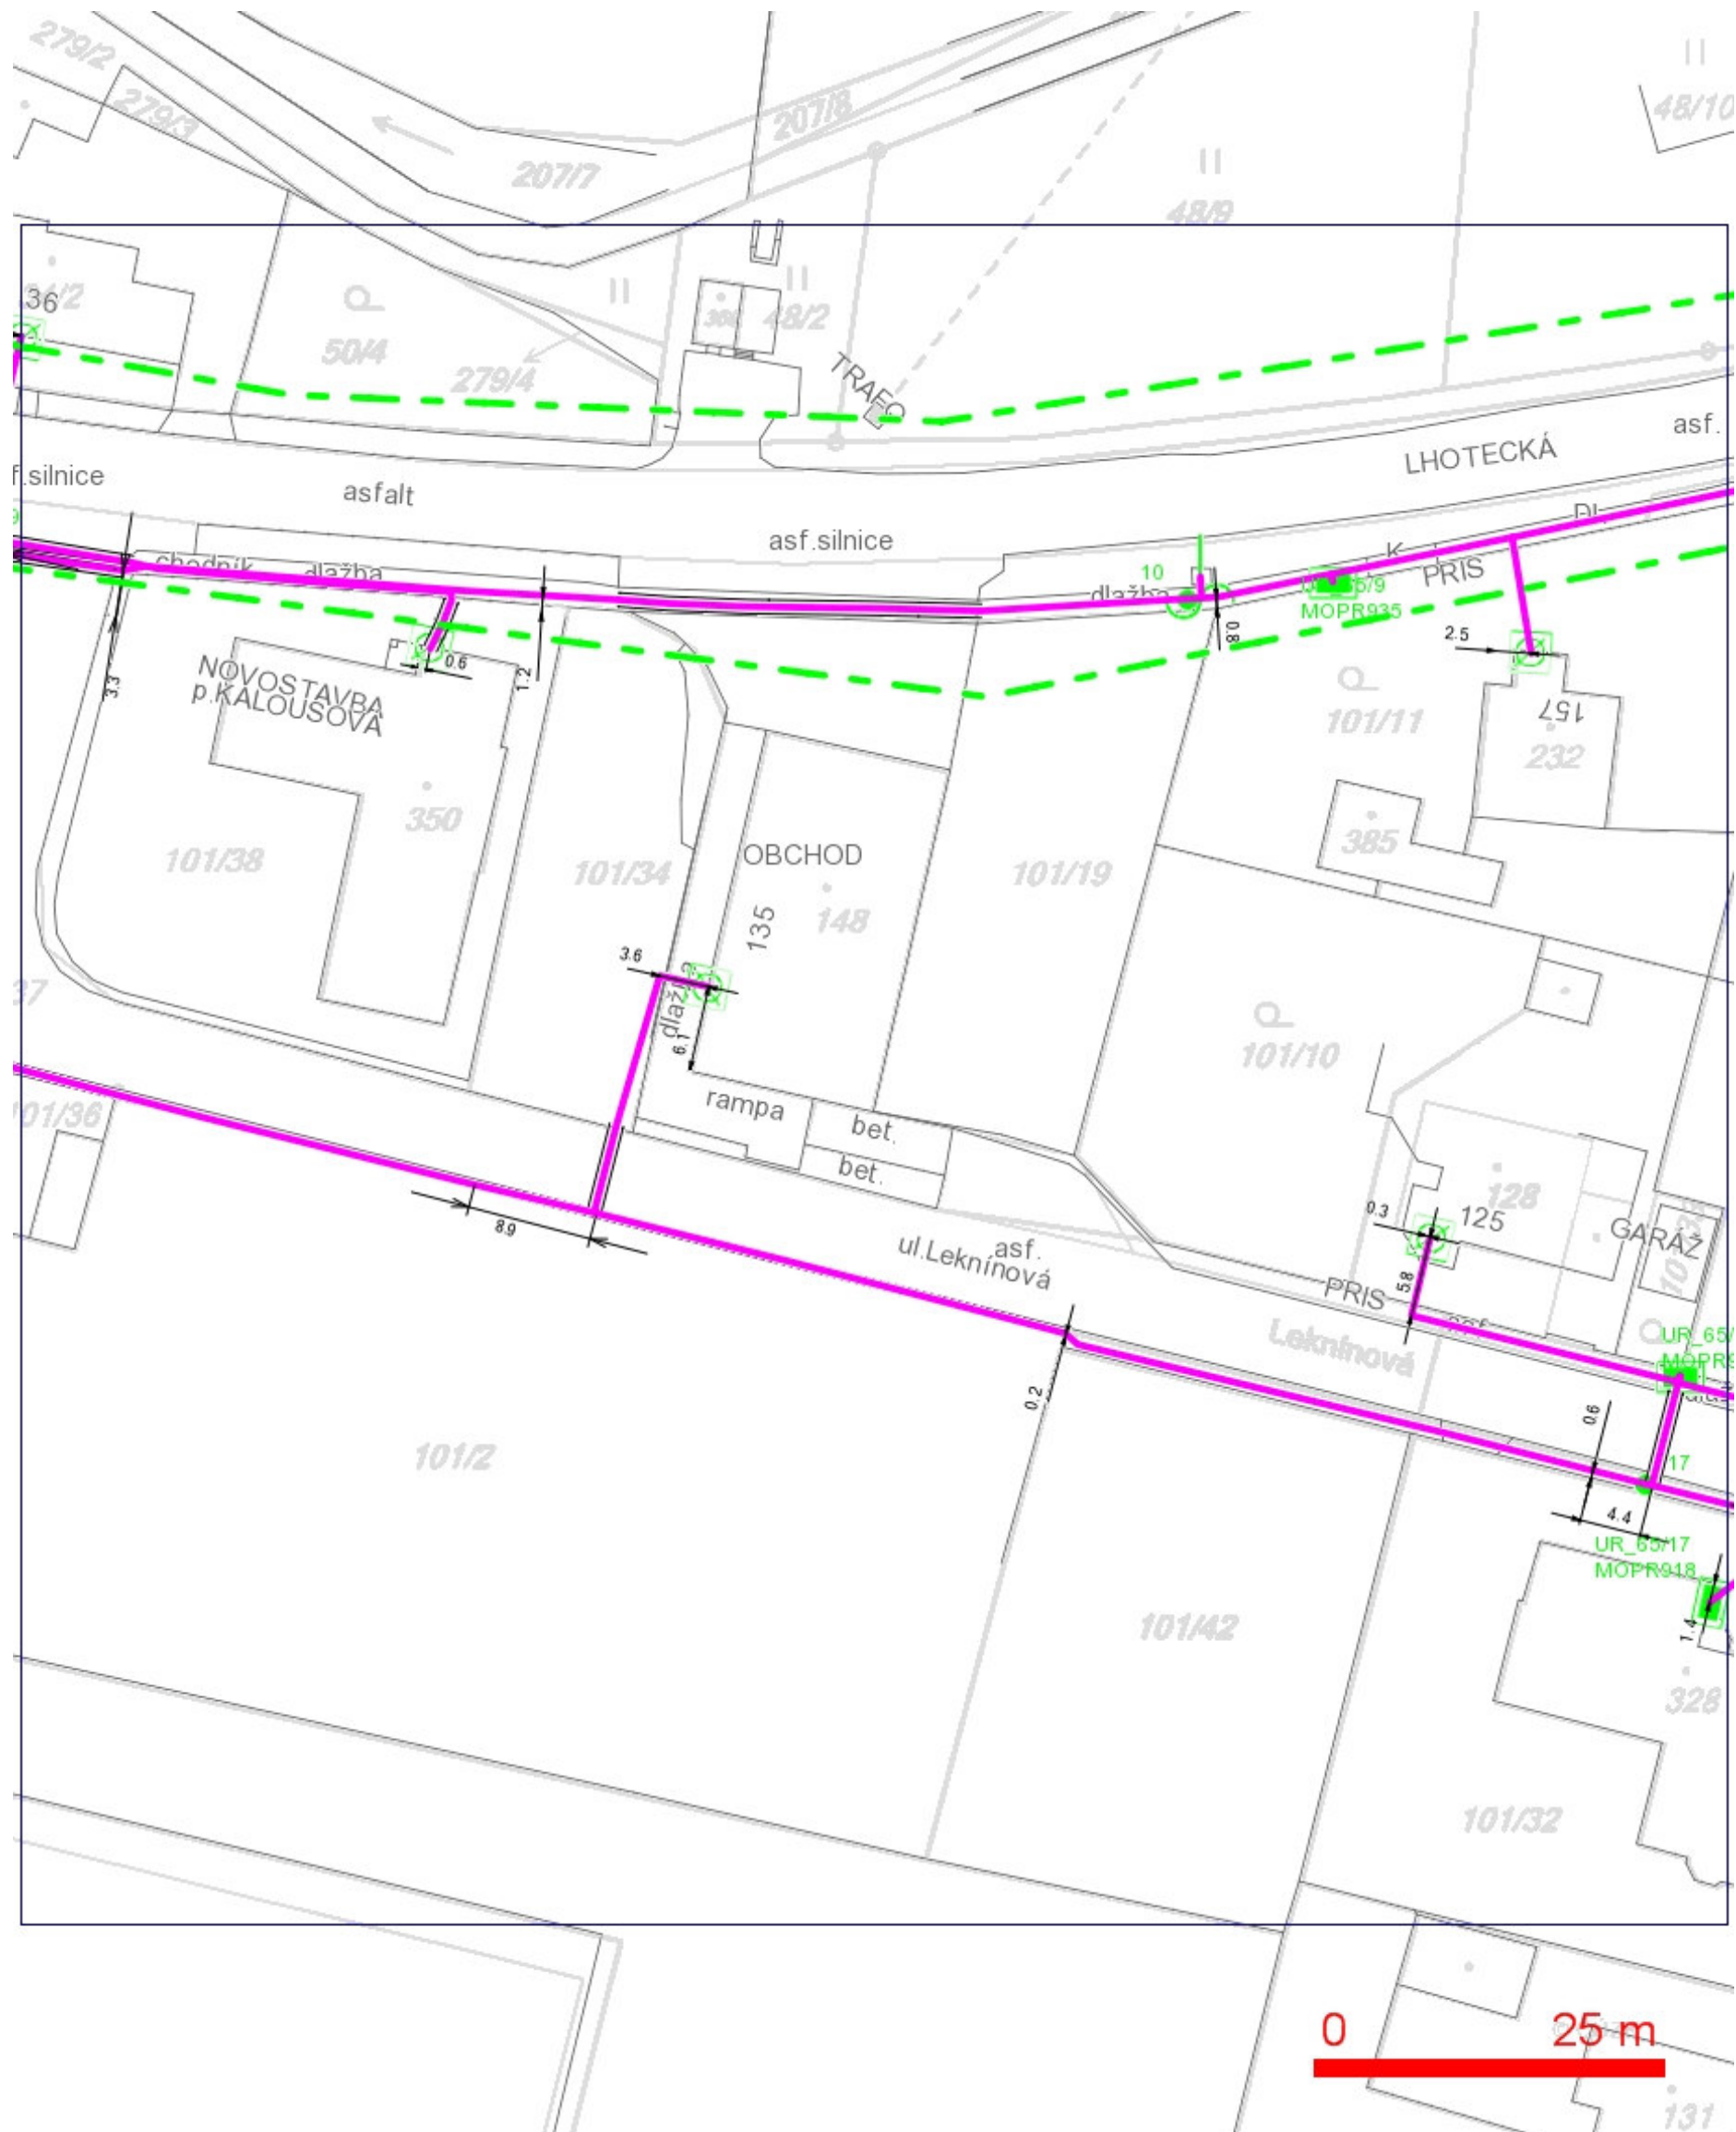 279/2
279/3
207/8
207/7
48/10
48/9
36
50/4
279/4
48/2
TRAFO
f.silnice
asfalt
asf.silnice
LHOTECKÁ
asf.
chodník
dlažba
10
dlažba
DL
K
PRIS
MOPR935
0.8
2.5
0.6
1.2
3.3
NOVOSTAVBA
p.KALOUSOVÁ
101/11
157
232
350
101/38
101/34
OBCHOD
135
148
101/19
385
3.6
dlažba
6.1
37
101/10
101/36
rampa
bet.
bet.
8.9
ul.Leknínová
asf.
0.3
125
128
GARÁŽ
5.8
PRIS
Leknínová
UR_65/
MOPR9
0.2
0.6
17
4.4
UR_65/17
MOPR918
1.4
101/2
101/42
328
101/32
0
25 m
131